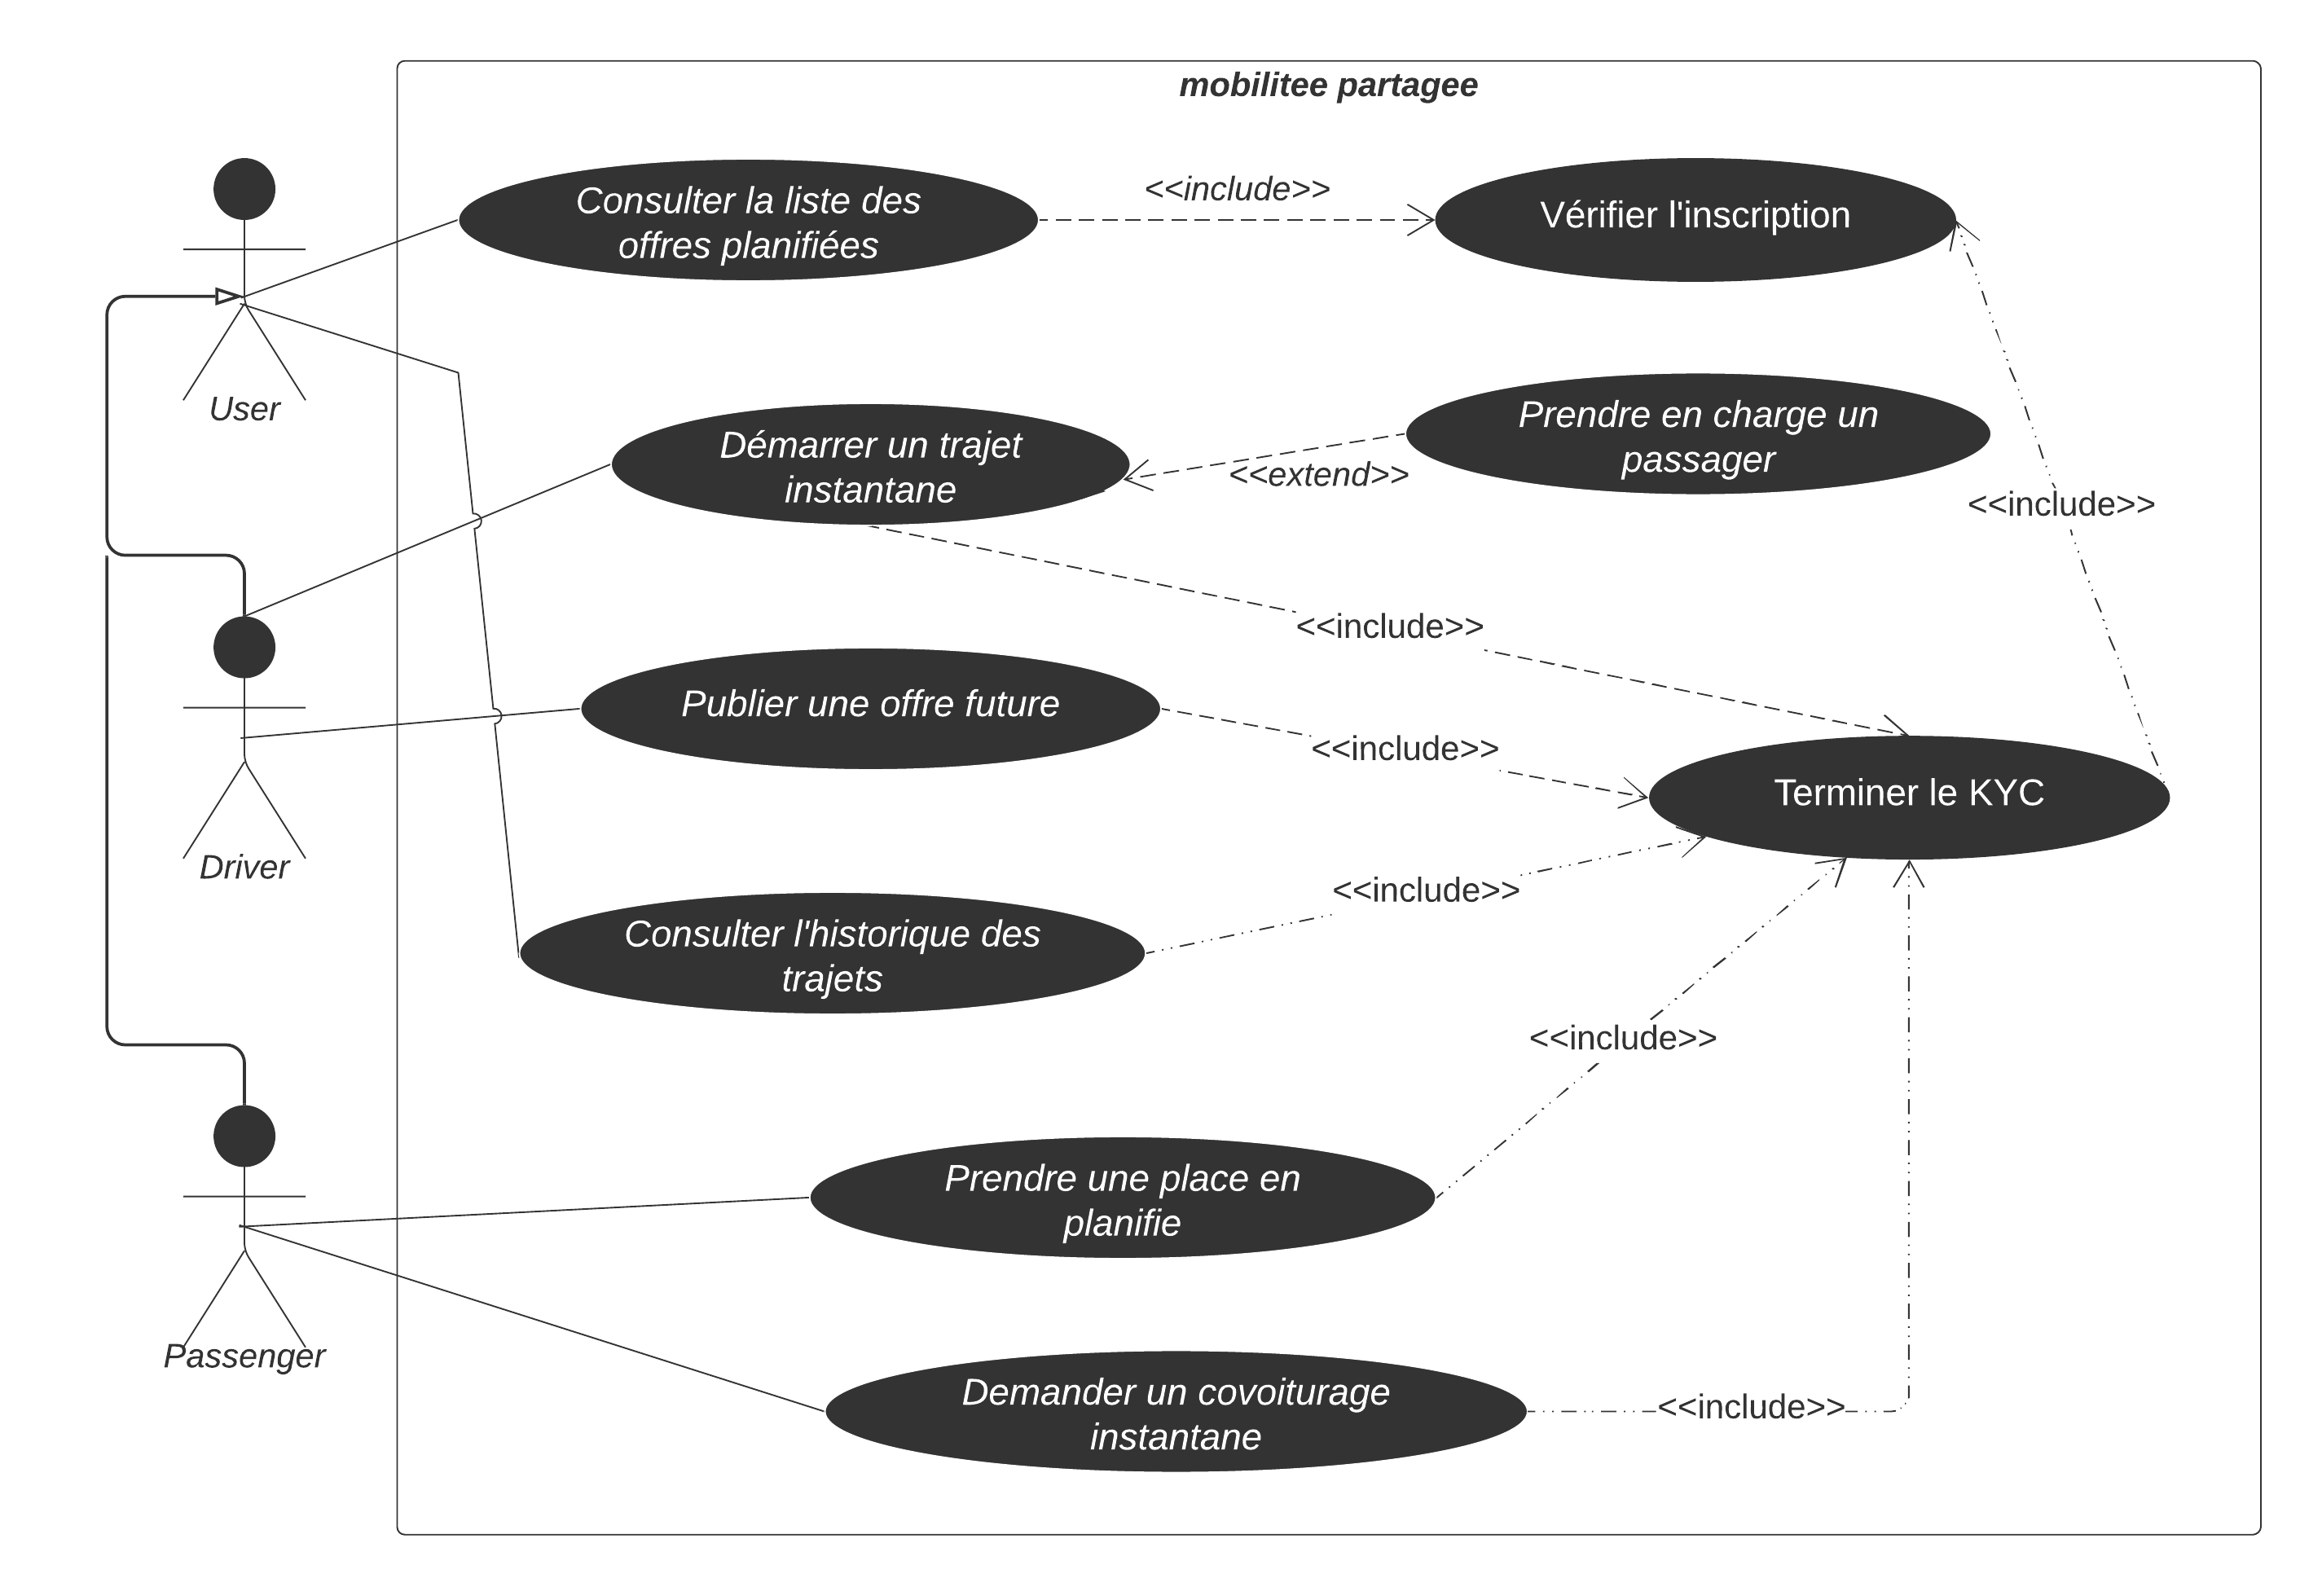 mobilitee partagee
Consulter la liste des
offres planifiées
<<include>>
Vérifier l'inscription
User
Démarrer un trajet
instantane
<<extend>>
Prendre en charge un
passager
<<include>>
<<include>>
Publier une offre future
<<include>>
Terminer le KYC
Driver
Consulter l'historique des
trajets
<<include>>
<<include>>
Prendre une place en
planifie
Passenger
Demander un covoiturage
instantane
<<include>>